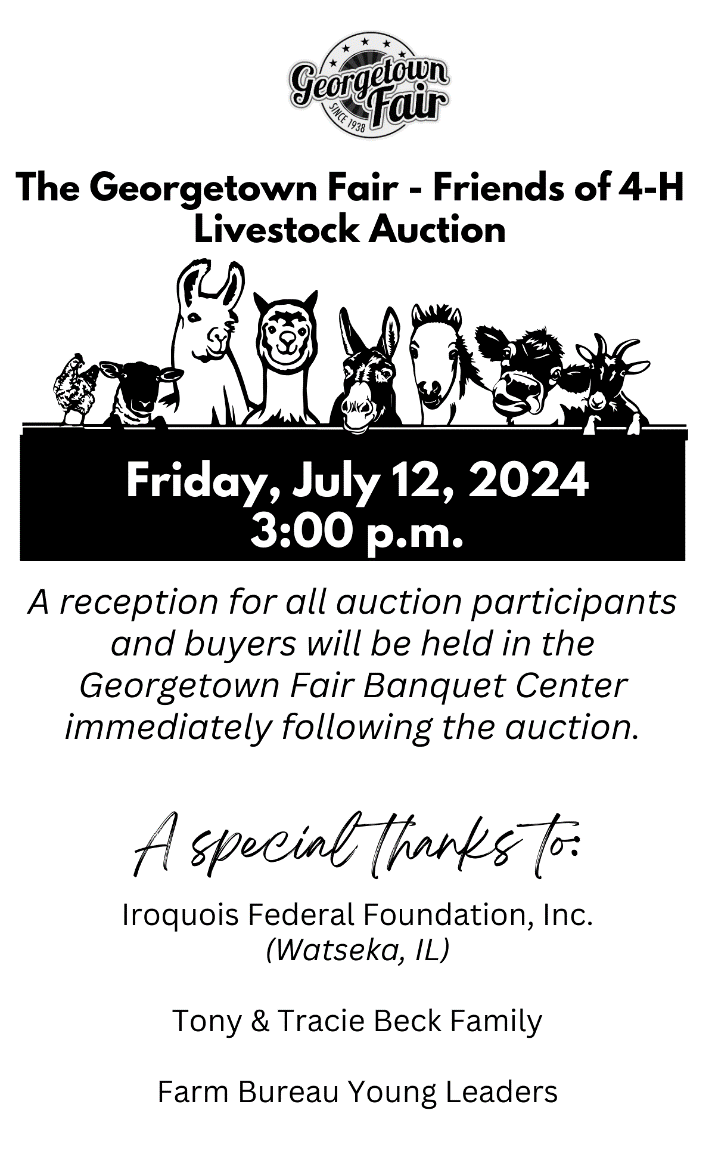 Georgetown
Fair
SINCE 1938
The Georgetown Fair - Friends of 4-H
Livestock Auction
Friday, July 12, 2024
3:00 p.m.
A reception for all auction participants
and buyers will be held in the
Georgetown Fair Banquet Center
immediately following the auction.
A special thanks to:
Iroquois Federal Foundation, Inc.
(Watseka, IL)
Tony & Tracie Beck Family
Farm Bureau Young Leaders